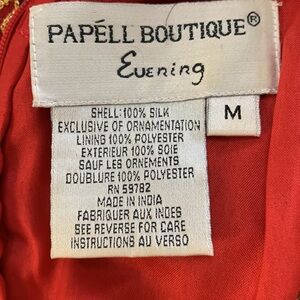 PAPÉLL BOUTIQUE®
Evening
M
SHELL: 100% SILK
EXCLUSIVE OF ORNAMENTATION
LINING 100% POLYESTER
EXTERIEUR 100% SOIE
SAUF LES ORNEMENTS
DOUBLURE 100% POLYESTER
RN 59782
MADE IN INDIA
FABRIQUER AUX INDES
SEE REVERSE FOR CARE
INSTRUCTIONS AU VERSO